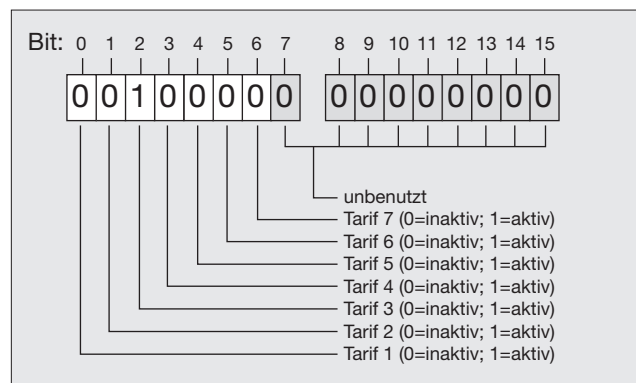 Bit: 0 1 2 3 4 5 6 7 8 9 10 11 12 13 14 15
0 0 1 0 0 0 0 0 0 0 0 0 0 0 0 0
unbenutzt
Tarif 7 (0=inaktiv; 1=aktiv)
Tarif 6 (0=inaktiv; 1=aktiv)
Tarif 5 (0=inaktiv; 1=aktiv)
Tarif 4 (0=inaktiv; 1=aktiv)
Tarif 3 (0=inaktiv; 1=aktiv)
Tarif 2 (0=inaktiv; 1=aktiv)
Tarif 1 (0=inaktiv; 1=aktiv)